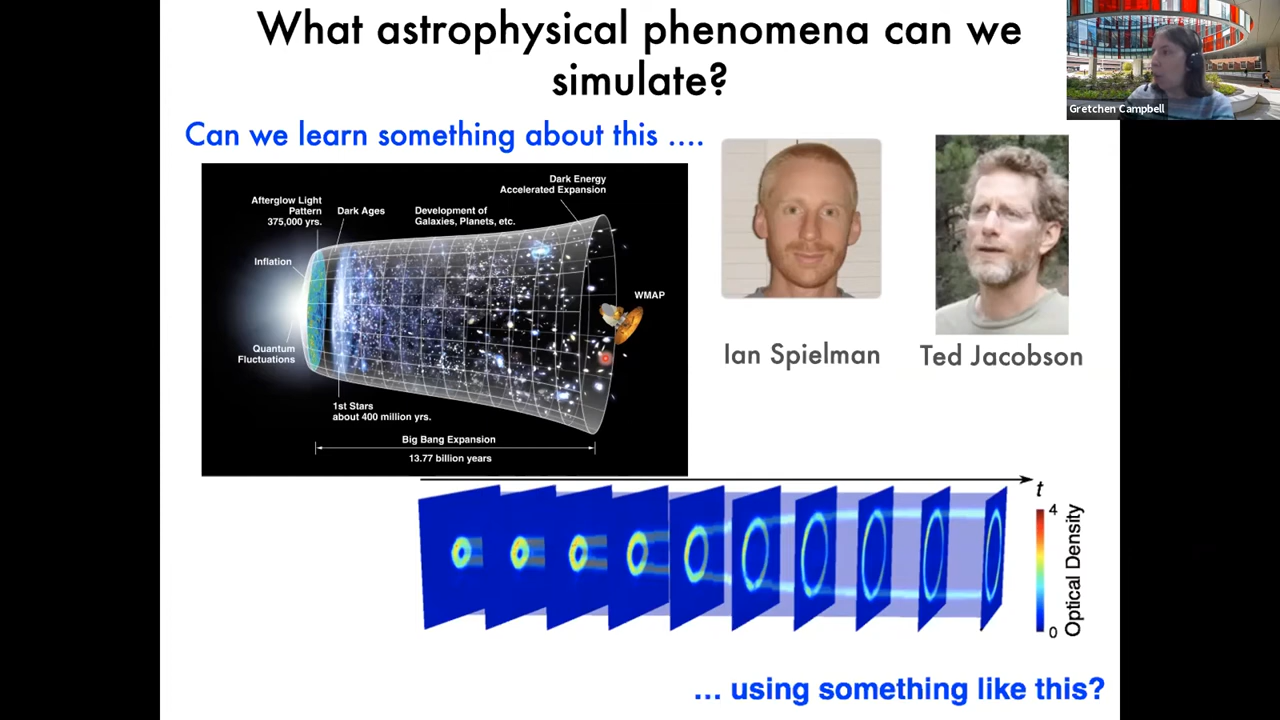 What astrophysical phenomena can we
simulate?
Gretchen Campbell
Can we learn something about this ....
Dark Energy
Accelerated Expansion
Afterglow Light
Pattern
375,000 yrs.
Dark Ages
Development of
Galaxies, Planets, etc.
Inflation
WMAP
Quantum
Fluctuations
1st Stars
about 400 million yrs.
Big Bang Expansion
13.77 billion years
Ian Spielman
Ted Jacobson
t
4
Optical Density
0
... using something like this?